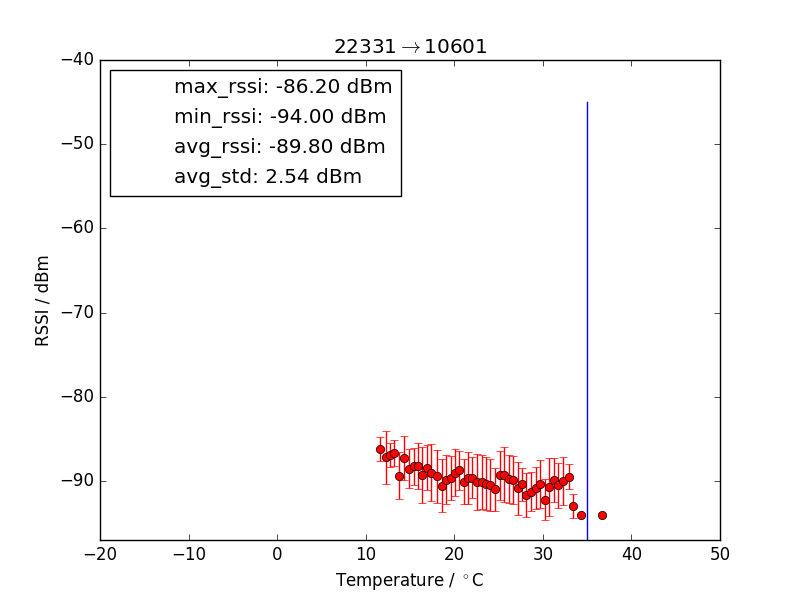 22331→10601
max_rssi: -86.20 dBm
min_rssi: -94.00 dBm
avg_rssi: -89.80 dBm
avg_std: 2.54 dBm
−40
−50
−60
−70
−80
−90
RSSI / dBm
−20 −10 0 10 20 30 40 50
Temperature / °C